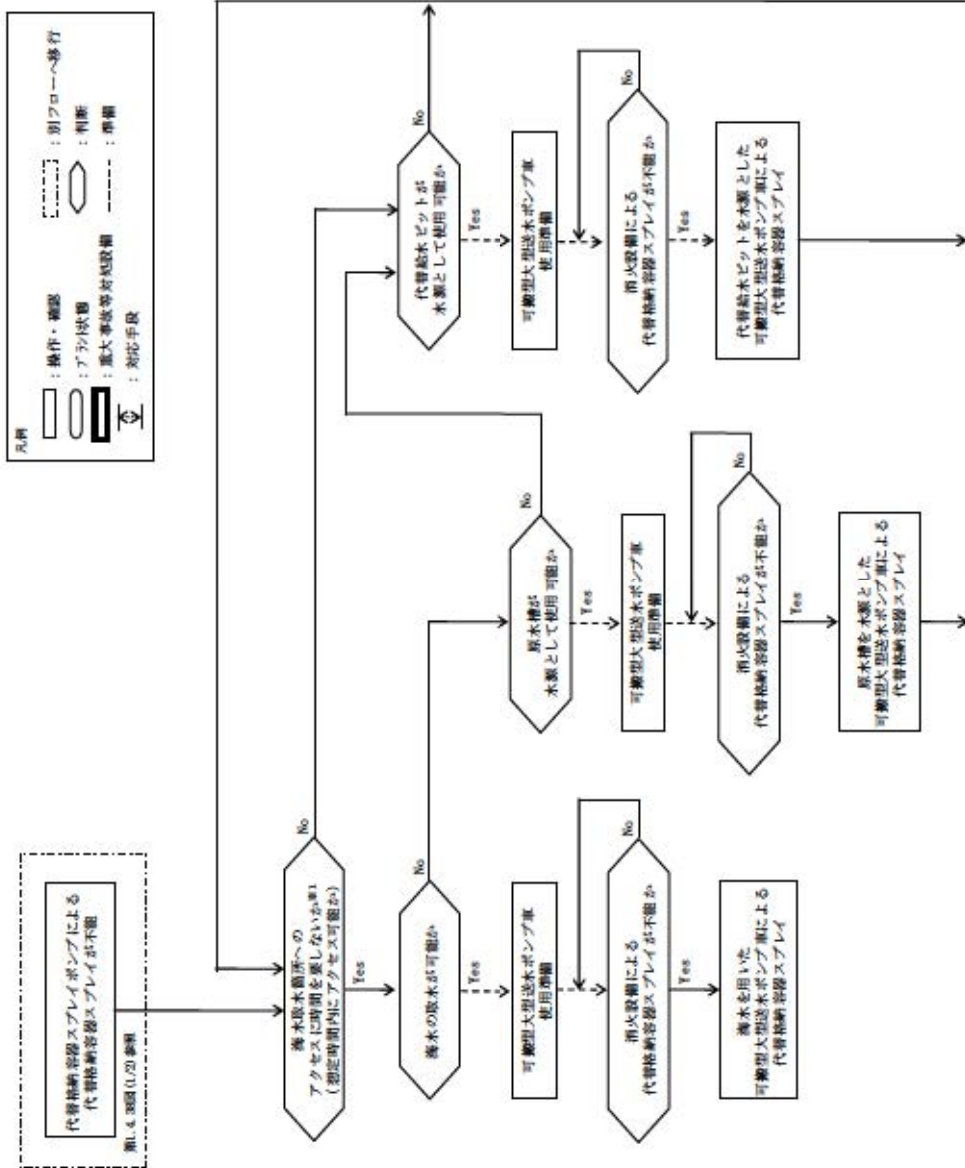 凡例
：操作・確認
：プラント状態
：重大事故等対処設備
：対応手段
：別フローへ移行
：判断
：準備
代替格納容器スプレイポンプによる
代替格納容器スプレイが不能
第1.4.38図(1/2)参照
海水取水箇所への
アクセスに時間を要しないか※1
(想定時間内にアクセス可能か)
No
Yes
海水の取水が可能か
No
Yes
可搬型大型送水ポンプ車
使用準備
消火設備による
代替格納容器スプレイが不能か
No
Yes
海水を用いた
可搬型大型送水ポンプ車による
代替格納容器スプレイ
原水槽が
水源として使用可能か
No
Yes
可搬型大型送水ポンプ車
使用準備
消火設備による
代替格納容器スプレイが不能か
No
Yes
原水槽を水源とした
可搬型大型送水ポンプ車による
代替格納容器スプレイ
代替給水ピットが
水源として使用可能か
No
Yes
可搬型大型送水ポンプ車
使用準備
消火設備による
代替格納容器スプレイが不能か
No
Yes
代替給水ピットを水源とした
可搬型大型送水ポンプ車による
代替格納容器スプレイ